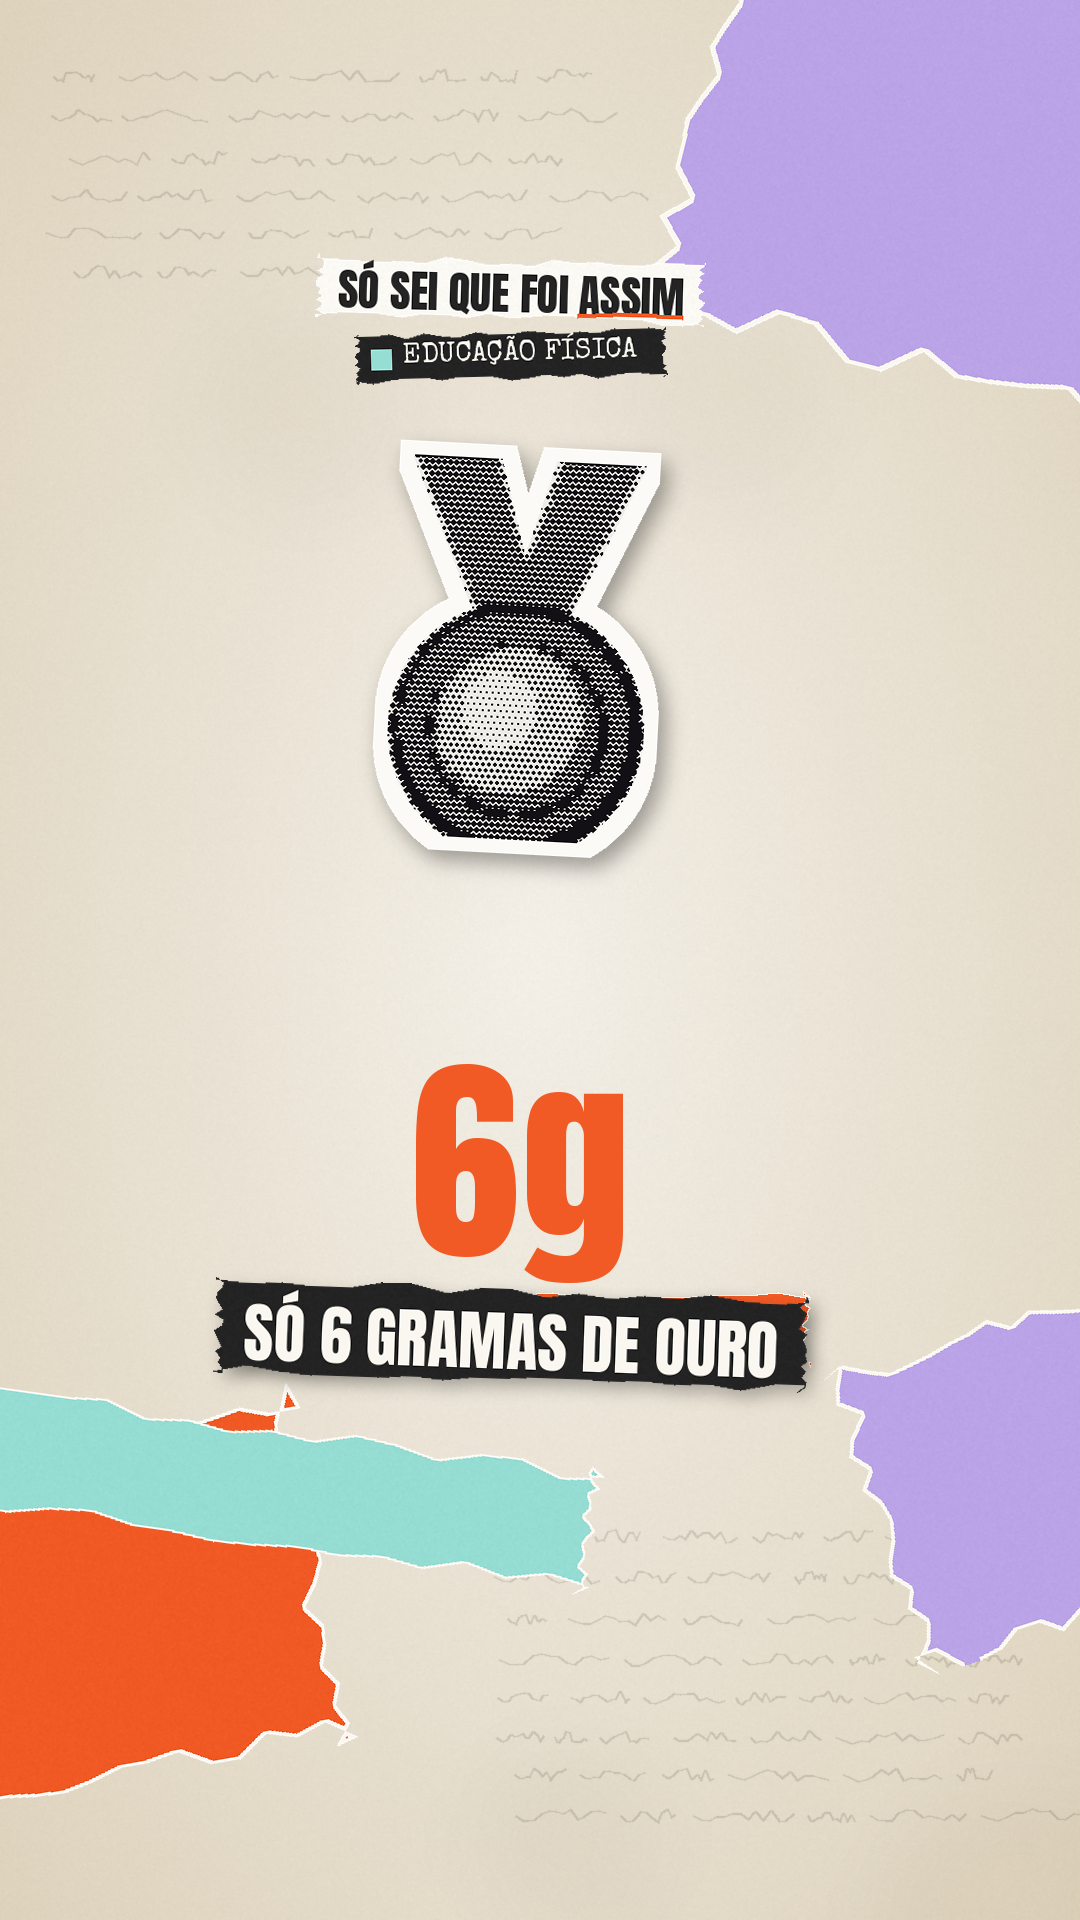 SÓ SEI QUE FOI ASSIM
EDUCAÇÃO FÍSICA
6g
SÓ 6 GRAMAS DE OURO